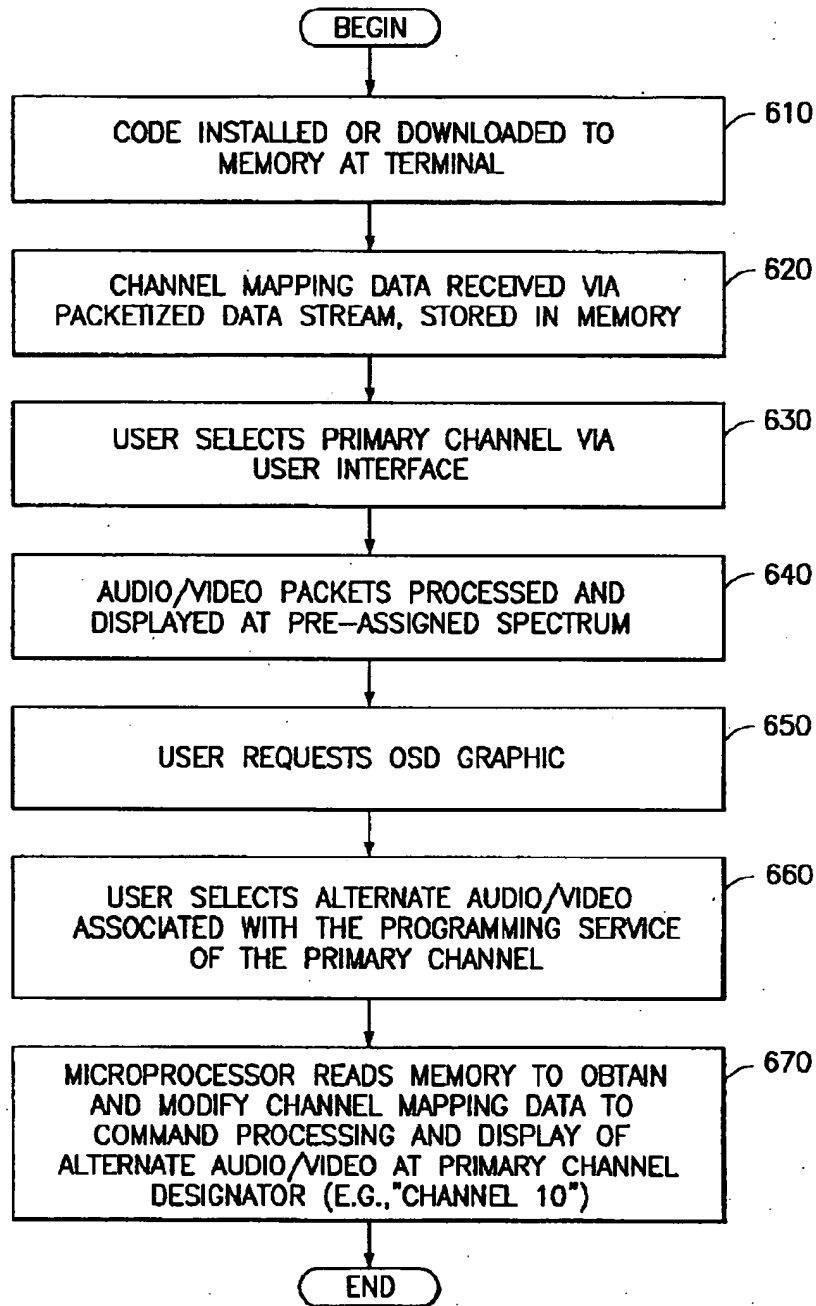 BEGIN
CODE INSTALLED OR DOWNLOADED TO
MEMORY AT TERMINAL
610
CHANNEL MAPPING DATA RECEIVED VIA
PACKETIZED DATA STREAM, STORED IN MEMORY
620
USER SELECTS PRIMARY CHANNEL VIA
USER INTERFACE
630
AUDIO/VIDEO PACKETS PROCESSED AND
DISPLAYED AT PRE-ASSIGNED SPECTRUM
640
USER REQUESTS OSD GRAPHIC
650
USER SELECTS ALTERNATE AUDIO/VIDEO
ASSOCIATED WITH THE PROGRAMMING SERVICE
OF THE PRIMARY CHANNEL
660
MICROPROCESSOR READS MEMORY TO OBTAIN
AND MODIFY CHANNEL MAPPING DATA TO
COMMAND PROCESSING AND DISPLAY OF
ALTERNATE AUDIO/VIDEO AT PRIMARY CHANNEL
DESIGNATOR (E.G.,"CHANNEL 10")
670
END